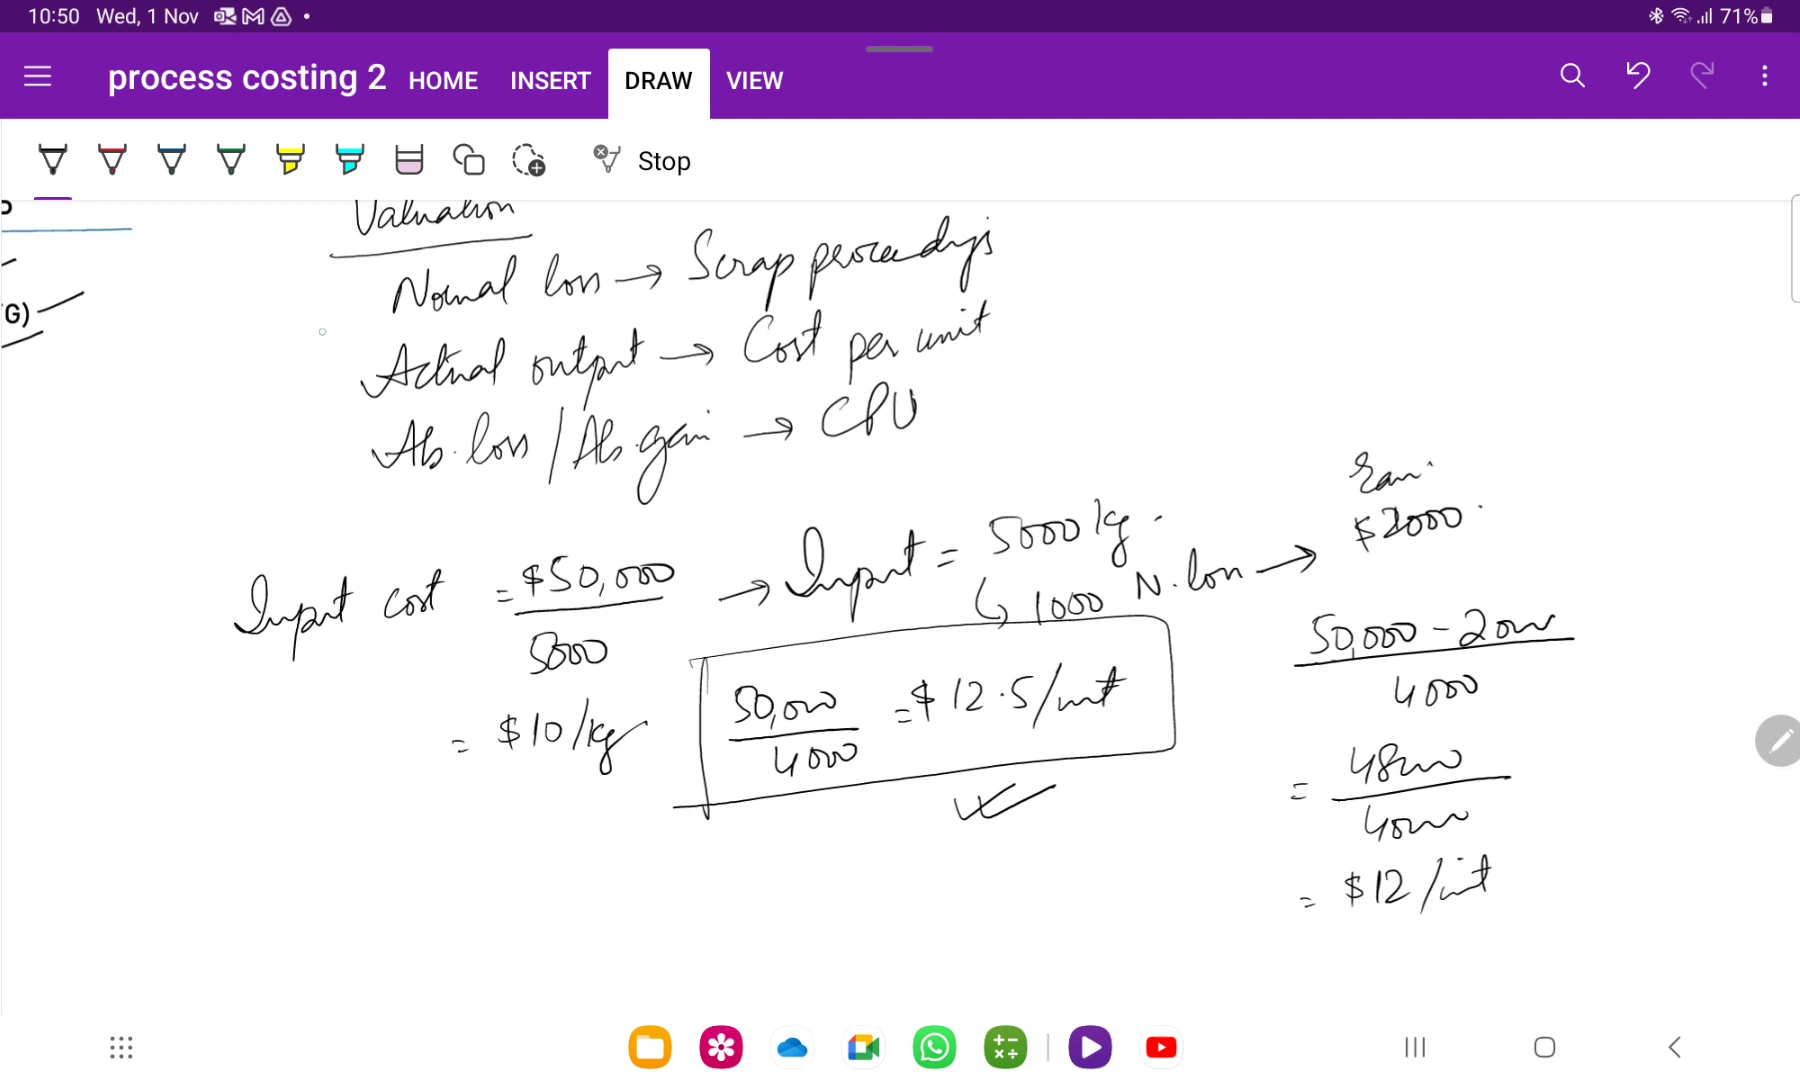 10:50 Wed, 1 Nov 71%
process costing 2 HOME INSERT DRAW VIEW
Stop
Valuation
Normal loss → Scrap
G)
Actual output → Cost per unit
Ab. loss / Ab. gain → CPU
$2000
Input cost = $50,000
5000
= $10/kg
→ Input = 5000 kg
↳ 1000 N. loss →
50,000
4000
= $12.5/unit
50,000 - 2000
4000
= 48000
4000
= $12/unit